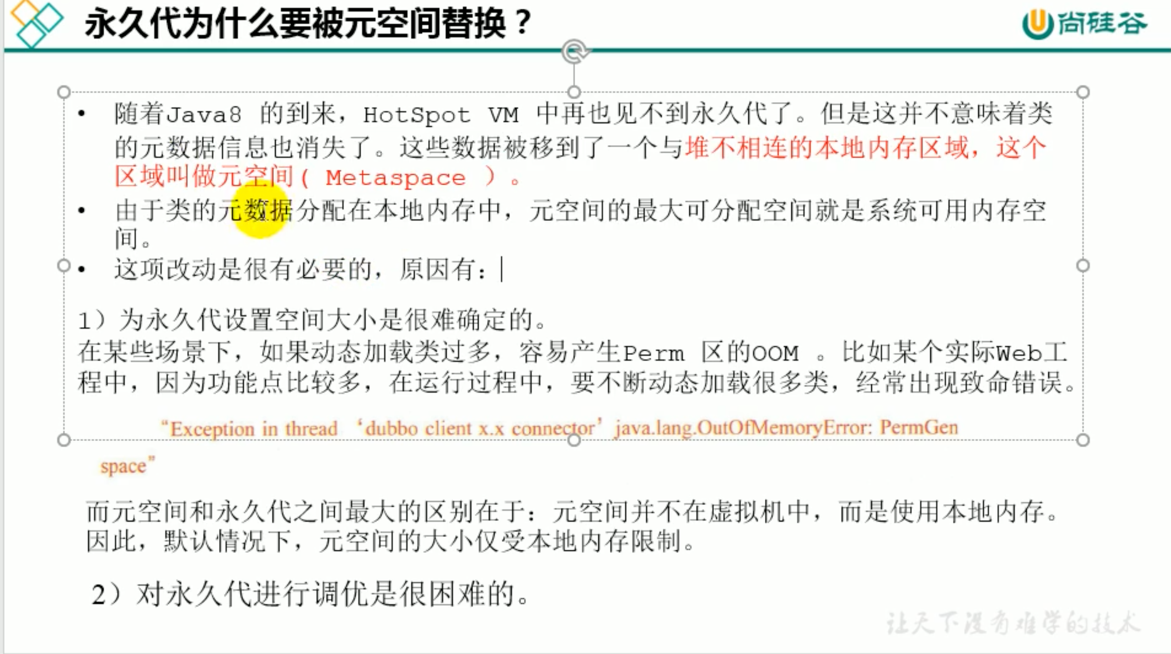 永久代为什么要被元空间替换？
尚硅谷
• 随着Java8 的到来，HotSpot VM 中再也见不到永久代了。但是这并不意味着类
的元数据信息也消失了。这些数据被移到了一个与堆不相连的本地内存区域，这个
区域叫做元空间( Metaspace ）。
• 由于类的元数据分配在本地内存中，元空间的最大可分配空间就是系统可用内存空
间。
• 这项改动是很有必要的，原因有：
1）为永久代设置空间大小是很难确定的。
在某些场景下，如果动态加载类过多，容易产生Perm 区的OOM 。比如某个实际Web工
程中，因为功能点比较多，在运行过程中，要不断动态加载很多类，经常出现致命错误。
“Exception in thread ‘dubbo client x.x connector’ java.lang.OutOfMemoryError: PermGen
space”
而元空间和永久代之间最大的区别在于：元空间并不在虚拟机中，而是使用本地内存。
因此，默认情况下，元空间的大小仅受本地内存限制。
2）对永久代进行调优是很困难的。
让天下没有难学的技术